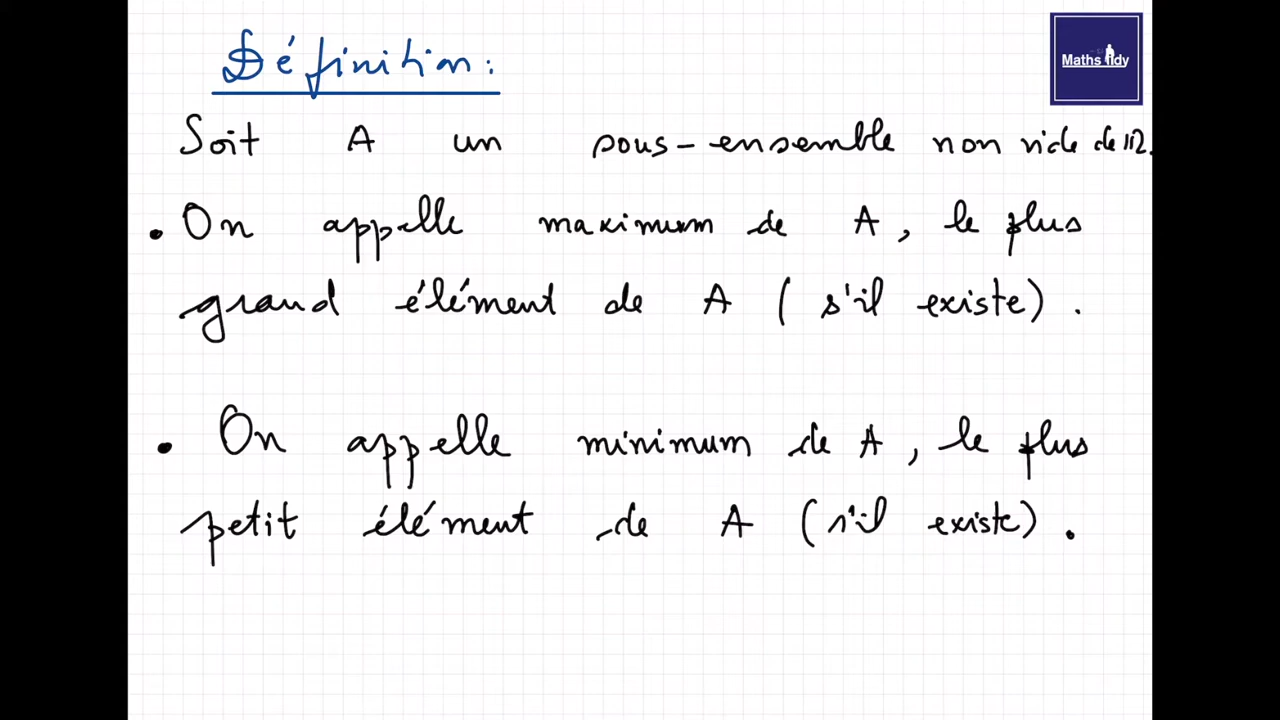 Définition:
Maths Idy
Soit A un sous-ensemble non vide de ℝ.
• On appelle maximum de A, le plus
grand élément de A (s'il existe).
• On appelle minimum de A, le plus
petit élément de A (s'il existe).